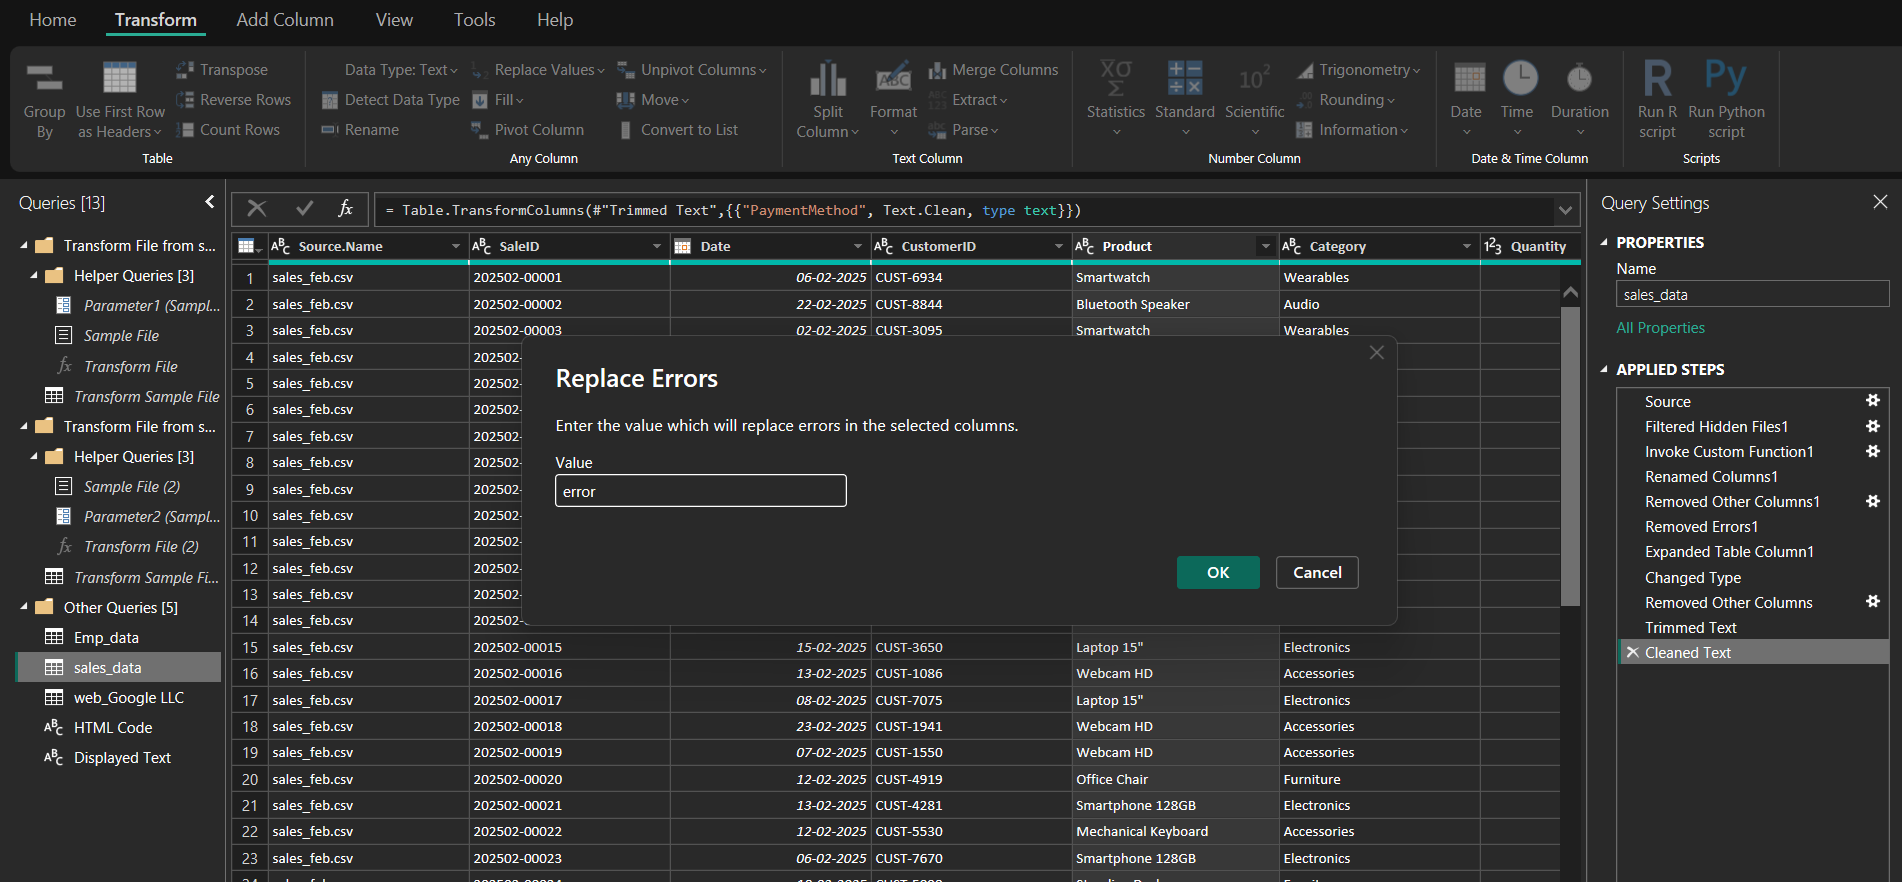 Home Transform Add Column View Tools Help
Group By
Use First Row as Headers
Transpose
Reverse Rows
Count Rows
Table
Data Type: Text
Detect Data Type
Rename
Replace Values
Fill
Pivot Column
Unpivot Columns
Move
Convert to List
Any Column
Split Column
Format
Merge Columns
Extract
Parse
Text Column
Statistics
Standard
Scientific
Trigonometry
Rounding
Information
Number Column
Date
Time
Duration
Date & Time Column
Run R script
Run Python script
Scripts
Queries [13]
Transform File from s...
Helper Queries [3]
Parameter1 (Sampl...
Sample File
Transform File
Transform Sample File
Transform File from s...
Helper Queries [3]
Sample File (2)
Parameter2 (Sampl...
Transform File (2)
Transform Sample Fi...
Other Queries [5]
Emp_data
sales_data
web_Google LLC
HTML Code
Displayed Text
= Table.TransformColumns(#"Trimmed Text",{{"PaymentMethod", Text.Clean, type text}})
Source.Name SaleID Date CustomerID Product Category Quantity
1 sales_feb.csv 202502-00001 06-02-2025 CUST-6934 Smartwatch Wearables
2 sales_feb.csv 202502-00002 22-02-2025 CUST-8844 Bluetooth Speaker Audio
3 sales_feb.csv 202502-00003 02-02-2025 CUST-3095 Smartwatch Wearables
4 sales_feb.csv 202502-
5 sales_feb.csv 202502-
6 sales_feb.csv 202502-
7 sales_feb.csv 202502-
8 sales_feb.csv 202502-
9 sales_feb.csv 202502-
10 sales_feb.csv 202502-
11 sales_feb.csv 202502-
12 sales_feb.csv 202502-
13 sales_feb.csv 202502-
14 sales_feb.csv 202502-
15 sales_feb.csv 202502-00015 15-02-2025 CUST-3650 Laptop 15" Electronics
16 sales_feb.csv 202502-00016 13-02-2025 CUST-1086 Webcam HD Accessories
17 sales_feb.csv 202502-00017 08-02-2025 CUST-7075 Laptop 15" Electronics
18 sales_feb.csv 202502-00018 23-02-2025 CUST-1941 Webcam HD Accessories
19 sales_feb.csv 202502-00019 07-02-2025 CUST-1550 Webcam HD Accessories
20 sales_feb.csv 202502-00020 12-02-2025 CUST-4919 Office Chair Furniture
21 sales_feb.csv 202502-00021 13-02-2025 CUST-4281 Smartphone 128GB Electronics
22 sales_feb.csv 202502-00022 12-02-2025 CUST-5530 Mechanical Keyboard Accessories
23 sales_feb.csv 202502-00023 06-02-2025 CUST-7670 Smartphone 128GB Electronics
Replace Errors
Enter the value which will replace errors in the selected columns.
Value
error
OK Cancel
Query Settings
PROPERTIES
Name
sales_data
All Properties
APPLIED STEPS
Source
Filtered Hidden Files1
Invoke Custom Function1
Renamed Columns1
Removed Other Columns1
Removed Errors1
Expanded Table Column1
Changed Type
Removed Other Columns
Trimmed Text
Cleaned Text